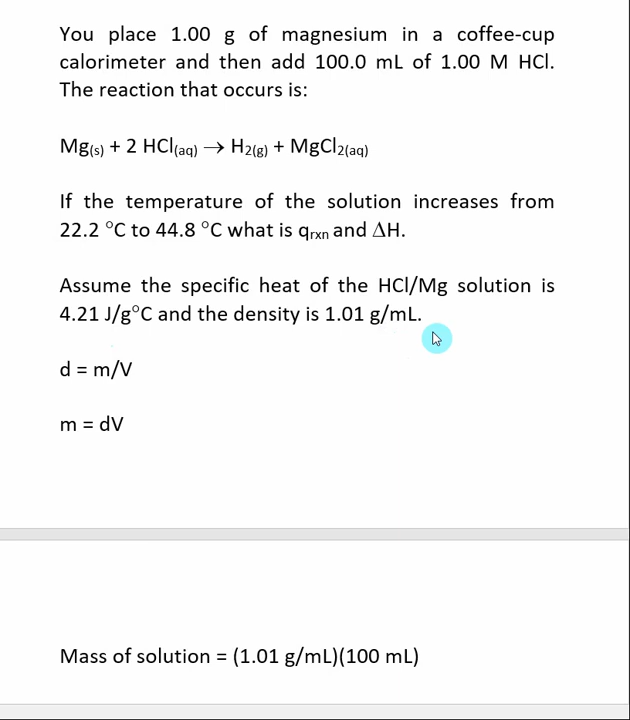 You place 1.00 g of magnesium in a coffee-cup
calorimeter and then add 100.0 mL of 1.00 M HCl.
The reaction that occurs is:
Mg(s) + 2 HCl(aq) → H2(g) + MgCl2(aq)
If the temperature of the solution increases from
22.2 °C to 44.8 °C what is qrxn and ΔH.
Assume the specific heat of the HCl/Mg solution is
4.21 J/g°C and the density is 1.01 g/mL.
d = m/V
m = dV
Mass of solution = (1.01 g/mL)(100 mL)